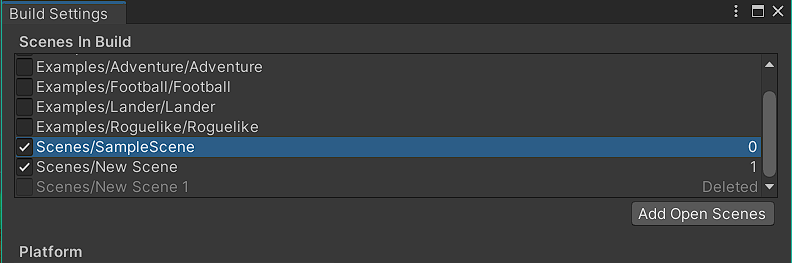 Build Settings
Scenes In Build
Examples/Adventure/Adventure
Examples/Football/Football
Examples/Lander/Lander
Examples/Roguelike/Roguelike
Scenes/SampleScene 0
Scenes/New Scene 1
Scenes/New Scene 1 Deleted
Add Open Scenes
Platform